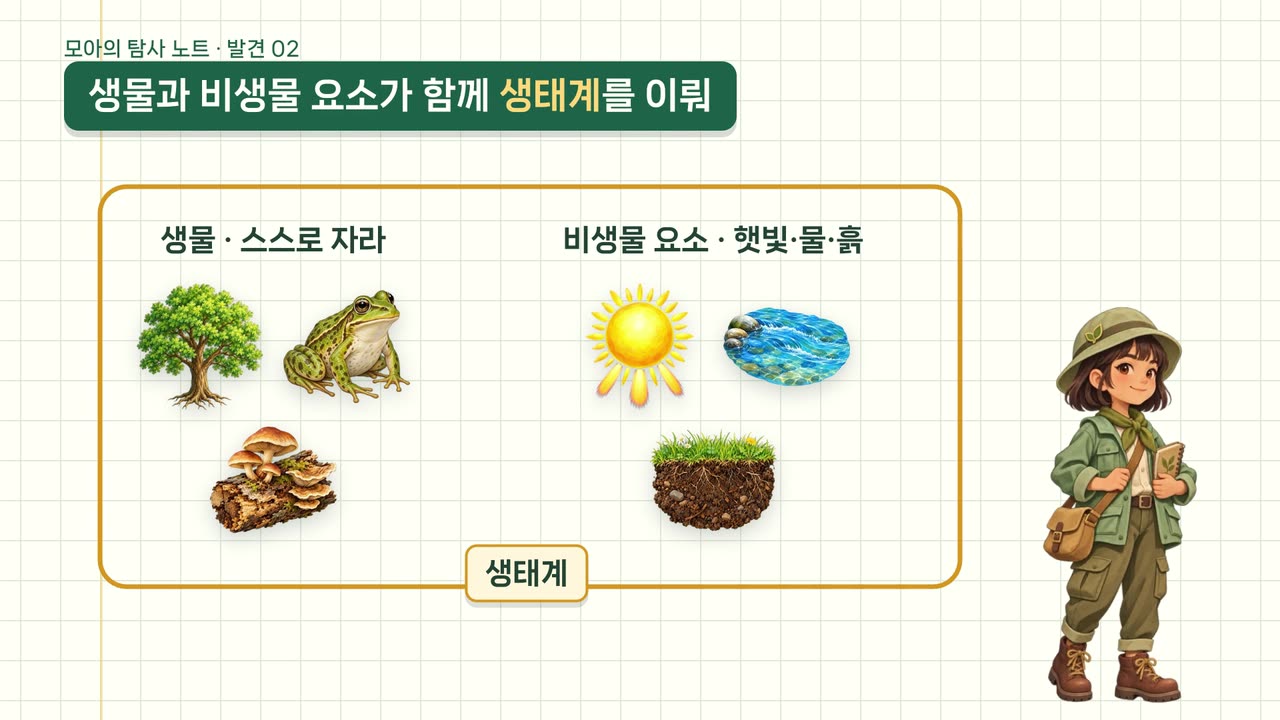 모아의 탐사 노트 · 발견 02
생물과 비생물 요소가 함께 생태계를 이뤄
생물 · 스스로 자라
비생물 요소 · 햇빛·물·흙
생태계